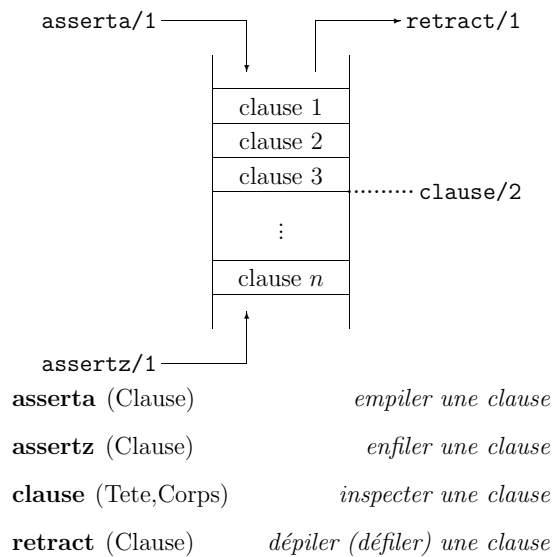 asserta/1 retract/1
clause 1
clause 2
clause 3
clause/2
⋮
clause n
assertz/1
asserta (Clause) empiler une clause
assertz (Clause) enfiler une clause
clause (Tete,Corps) inspecter une clause
retract (Clause) dépiler (défiler) une clause